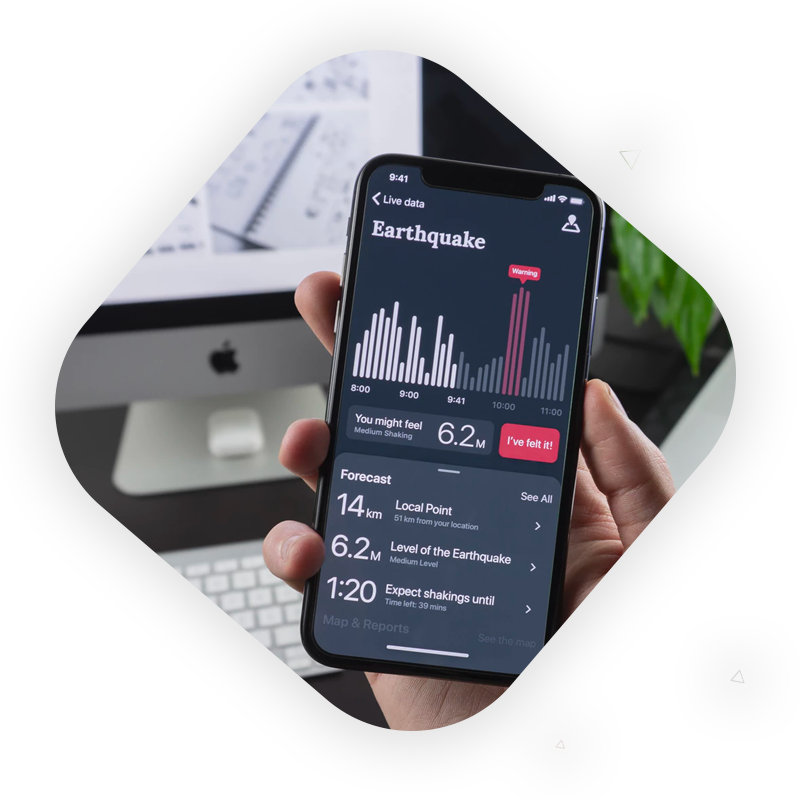 9:41
Live data
Earthquake
Warning
8:00 9:00 9:41 10:00 11:00
You might feel
Medium Shaking
6.2M
I've felt it!
Forecast
See All
14km
Local Point
51 km from your location
6.2M
Level of the Earthquake
Medium Level
1:20
Expect shakings until
Time left: 39 mins
Map & Reports
See the map